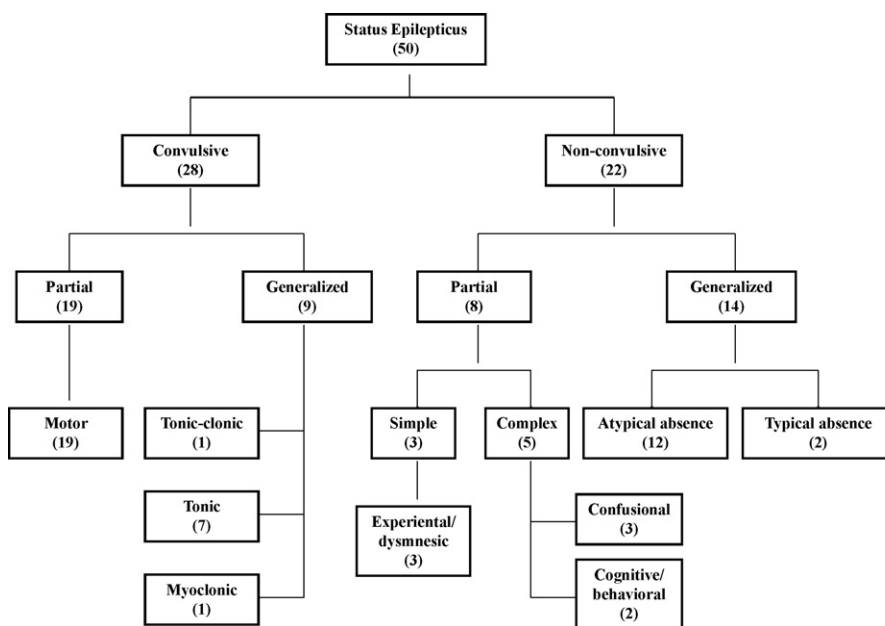 Status Epilepticus
(50)
Convulsive
(28)
Non-convulsive
(22)
Partial
(19)
Generalized
(9)
Partial
(8)
Generalized
(14)
Motor
(19)
Tonic-clonic
(1)
Simple
(3)
Complex
(5)
Atypical absence
(12)
Typical absence
(2)
Tonic
(7)
Experiental/
dysmnesic
(3)
Confusional
(3)
Myoclonic
(1)
Cognitive/
behavioral
(2)